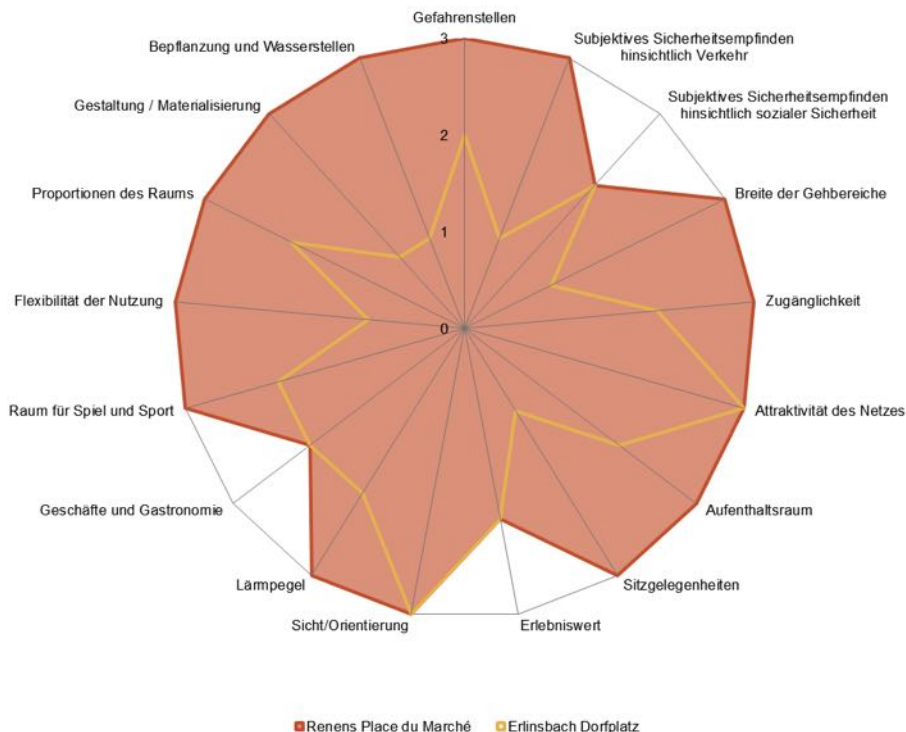 Gefahrenstellen
3
Subjektives Sicherheitsempfinden
hinsichtlich Verkehr
Bepflanzung und Wasserstellen
Subjektives Sicherheitsempfinden
hinsichtlich sozialer Sicherheit
Gestaltung / Materialisierung
2
Proportionen des Raums
Breite der Gehbereiche
1
Flexibilität der Nutzung
Zugänglichkeit
0
Raum für Spiel und Sport
Attraktivität des Netzes
Geschäfte und Gastronomie
Aufenthaltsraum
Lärmpegel
Sitzgelegenheiten
Sicht/Orientierung
Erlebniswert
Renens Place du Marché
Erlinsbach Dorfplatz